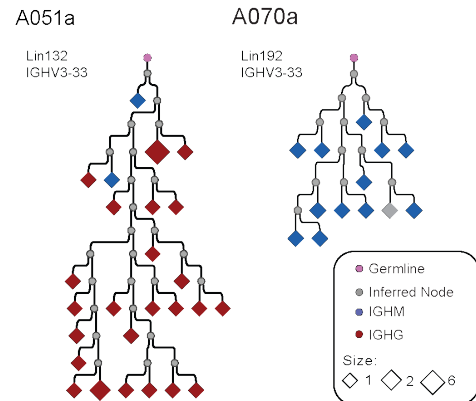 A051a
Lin132
IGHV3-33
A070a
Lin192
IGHV3-33
Germline
Inferred Node
IGHM
IGHG
Size:
1 2 6